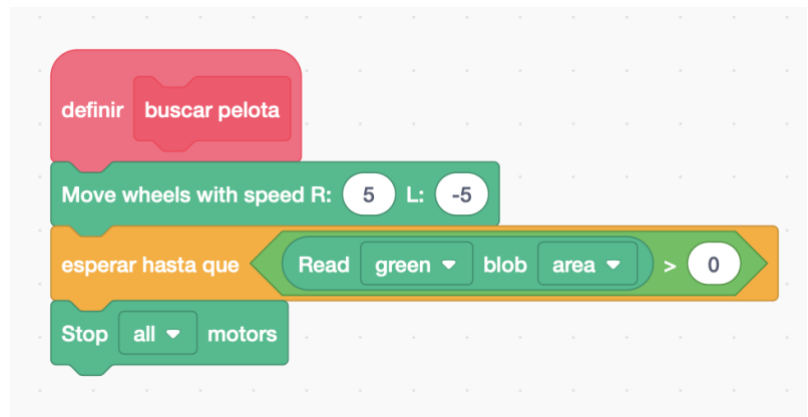 definir buscar pelota
Move wheels with speed R: 5 L: -5
esperar hasta que Read green blob area > 0
Stop all motors